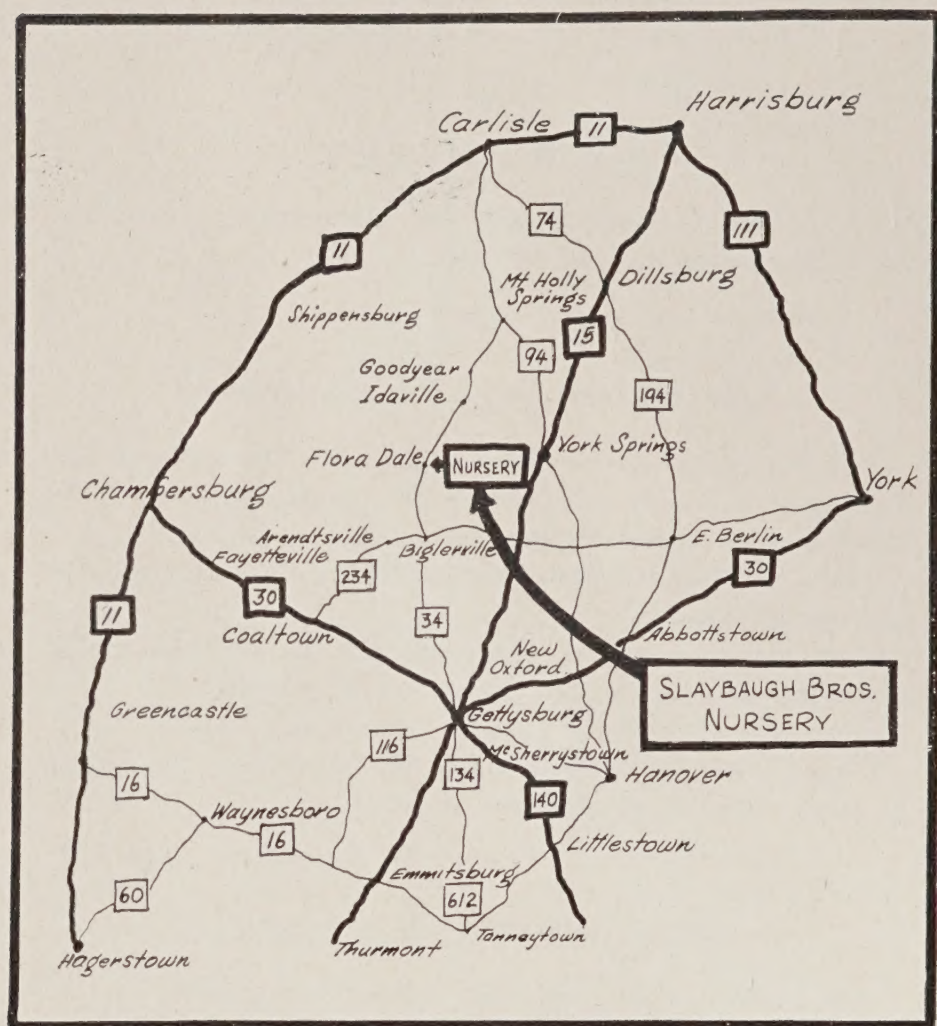 Harrisburg
Carlisle
11
74
111
11
Mt Holly
Springs
Dillsburg
Shippensburg
15
94
Goodyear
Idaville
194
Flora Dale
NURSERY
York Springs
Chambersburg
York
Arendtsville
Fayetteville
Biglerville
E. Berlin
234
30
30
11
34
Coaltown
Abbottstown
New
Oxford
SLAYBAUGH BROS.
NURSERY
Greencastle
Gettysburg
116
McSherrystown
134
Hanover
16
140
Waynesboro
16
Littlestown
Emmitsburg
60
612
Tanneytown
Thurmont
Hagerstown